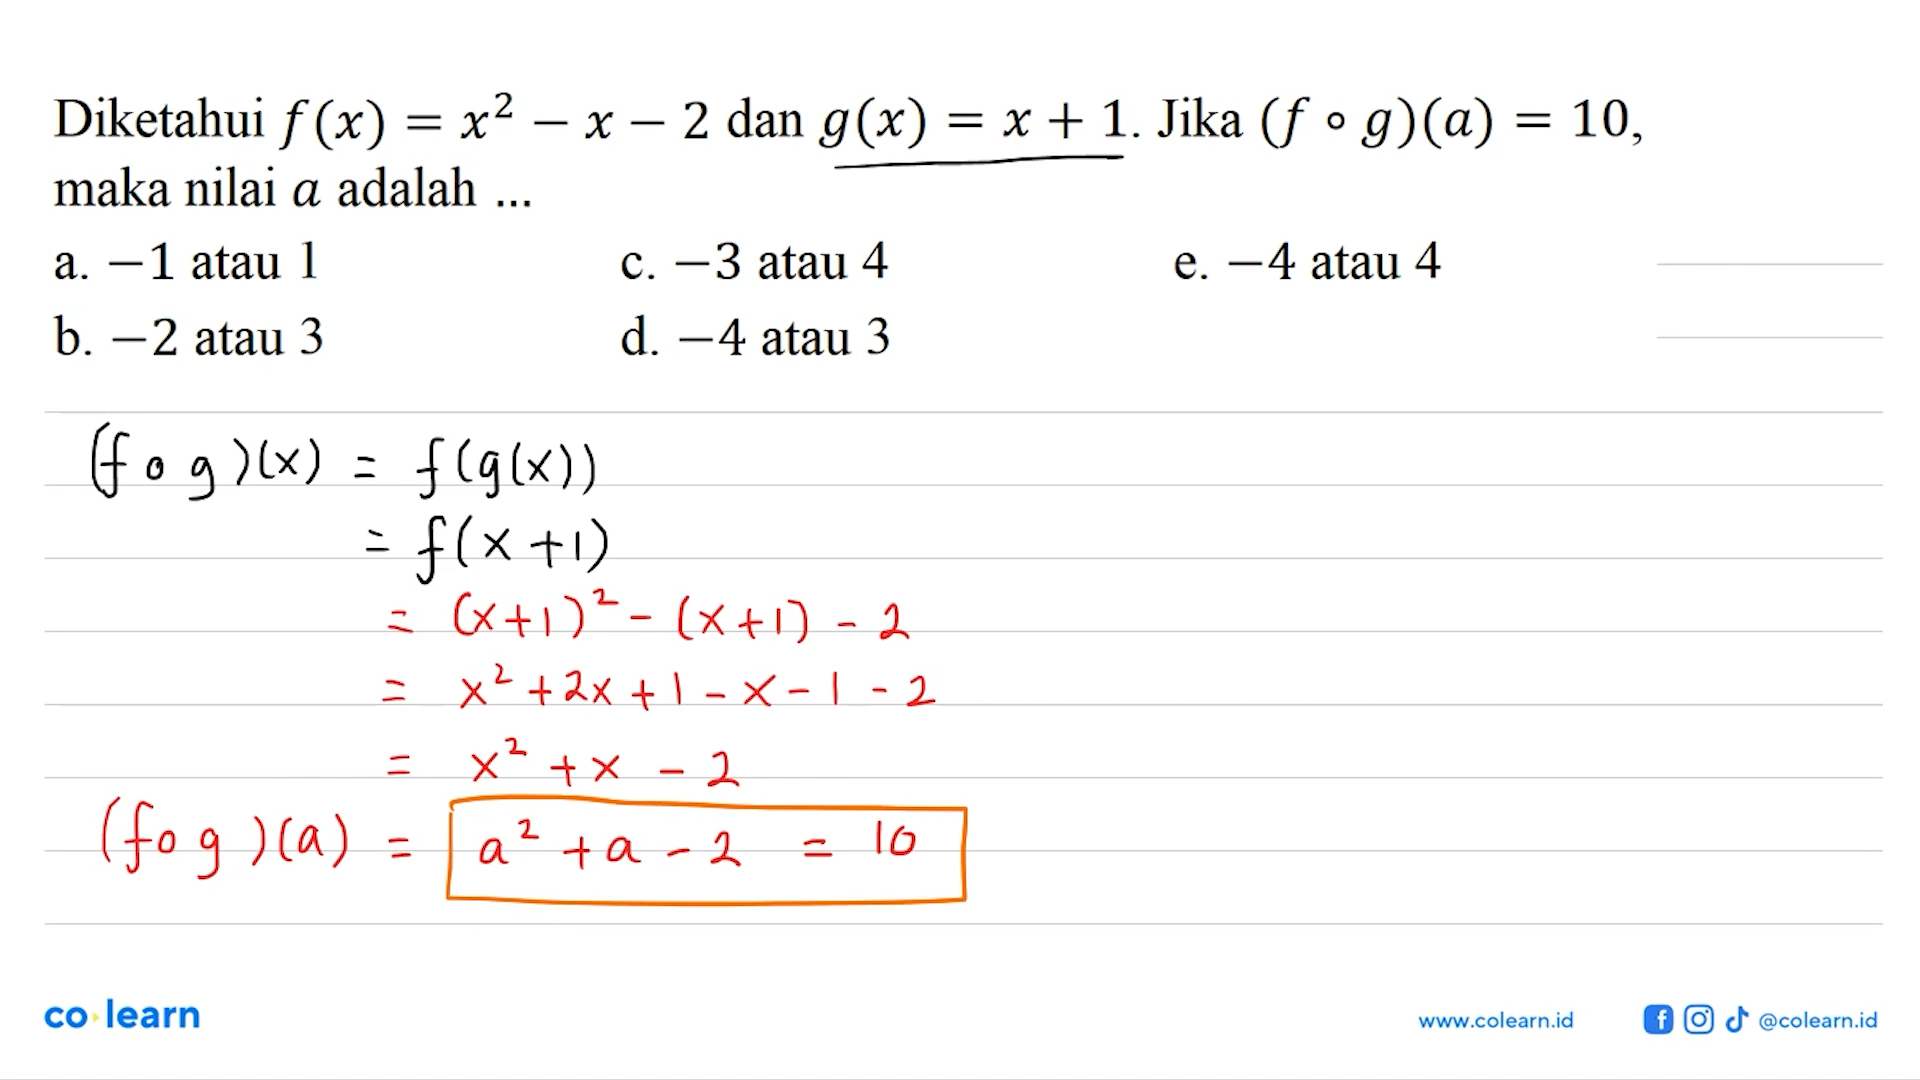 Diketahui f(x) = x² − x − 2 dan g(x) = x + 1. Jika (f ∘ g)(a) = 10,
maka nilai a adalah ...
a. −1 atau 1 c. −3 atau 4 e. −4 atau 4
b. −2 atau 3 d. −4 atau 3
(f o g)(x) = f(g(x))
= f(x+1)
= (x+1)² - (x+1) - 2
= x² + 2x + 1 - x - 1 - 2
= x² + x - 2
(f o g)(a) = a² + a - 2 = 10
co learn www.colearn.id @colearn.id